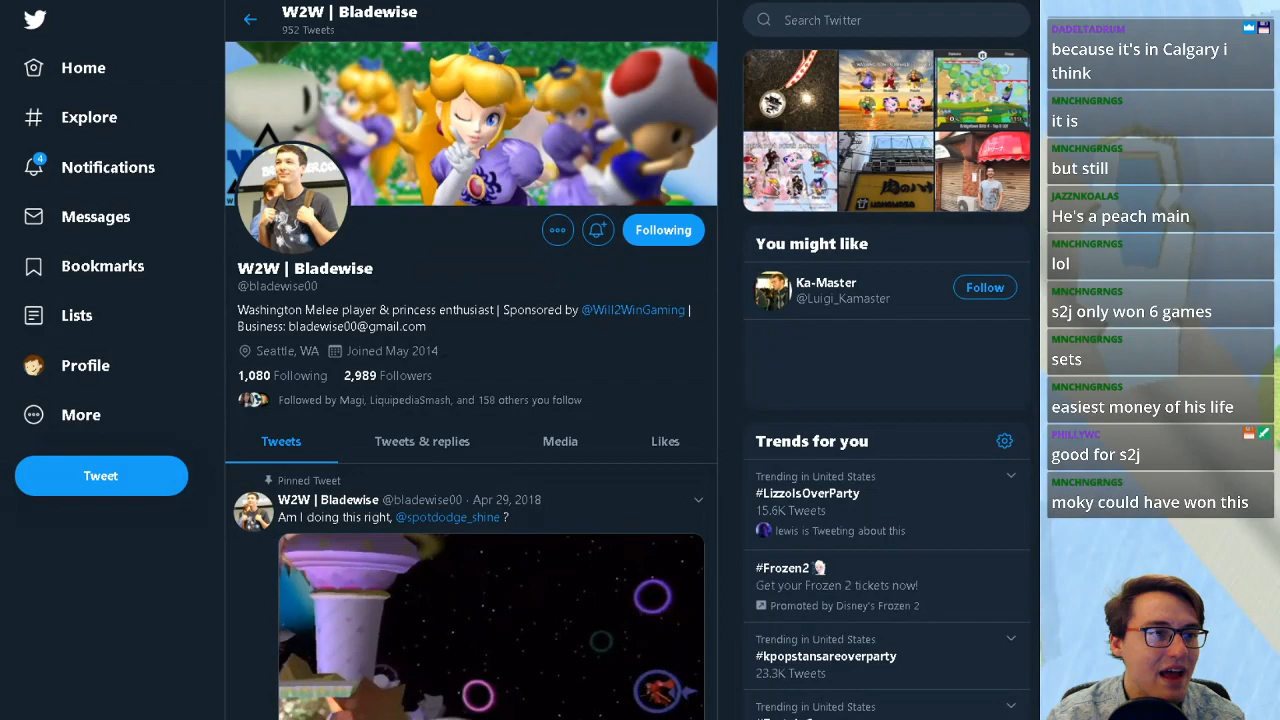 W2W | Bladewise
952 Tweets
Home
Explore
4
Notifications
Messages
Bookmarks
Lists
Profile
More
Tweet
Following
W2W | Bladewise
@bladewise00
Washington Melee player & princess enthusiast | Sponsored by @Will2WinGaming |
Business: bladewise00@gmail.com
Seattle, WA Joined May 2014
1,080 Following 2,989 Followers
Followed by Magi, LiquipediaSmash, and 158 others you follow
Tweets Tweets & replies Media Likes
Pinned Tweet
W2W | Bladewise @bladewise00 · Apr 29, 2018
Am I doing this right, @spotdodge_shine ?
Search Twitter
You might like
Ka-Master
@Luigi_Kamaster
Follow
Trends for you
Trending in United States
#LizzoIsOverParty
15.6K Tweets
lewis is Tweeting about this
#Frozen2
Get your Frozen 2 tickets now!
Promoted by Disney's Frozen 2
Trending in United States
#kpopstansareoverparty
23.3K Tweets
Trending in United States
DADELTADRUM
because it's in Calgary i
think
MNCHNGRNGS
it is
MNCHNGRNGS
but still
JAZZNKOALAS
He's a peach main
MNCHNGRNGS
lol
MNCHNGRNGS
s2j only won 6 games
MNCHNGRNGS
sets
MNCHNGRNGS
easiest money of his life
PHILLYWC
good for s2j
MNCHNGRNGS
moky could have won this